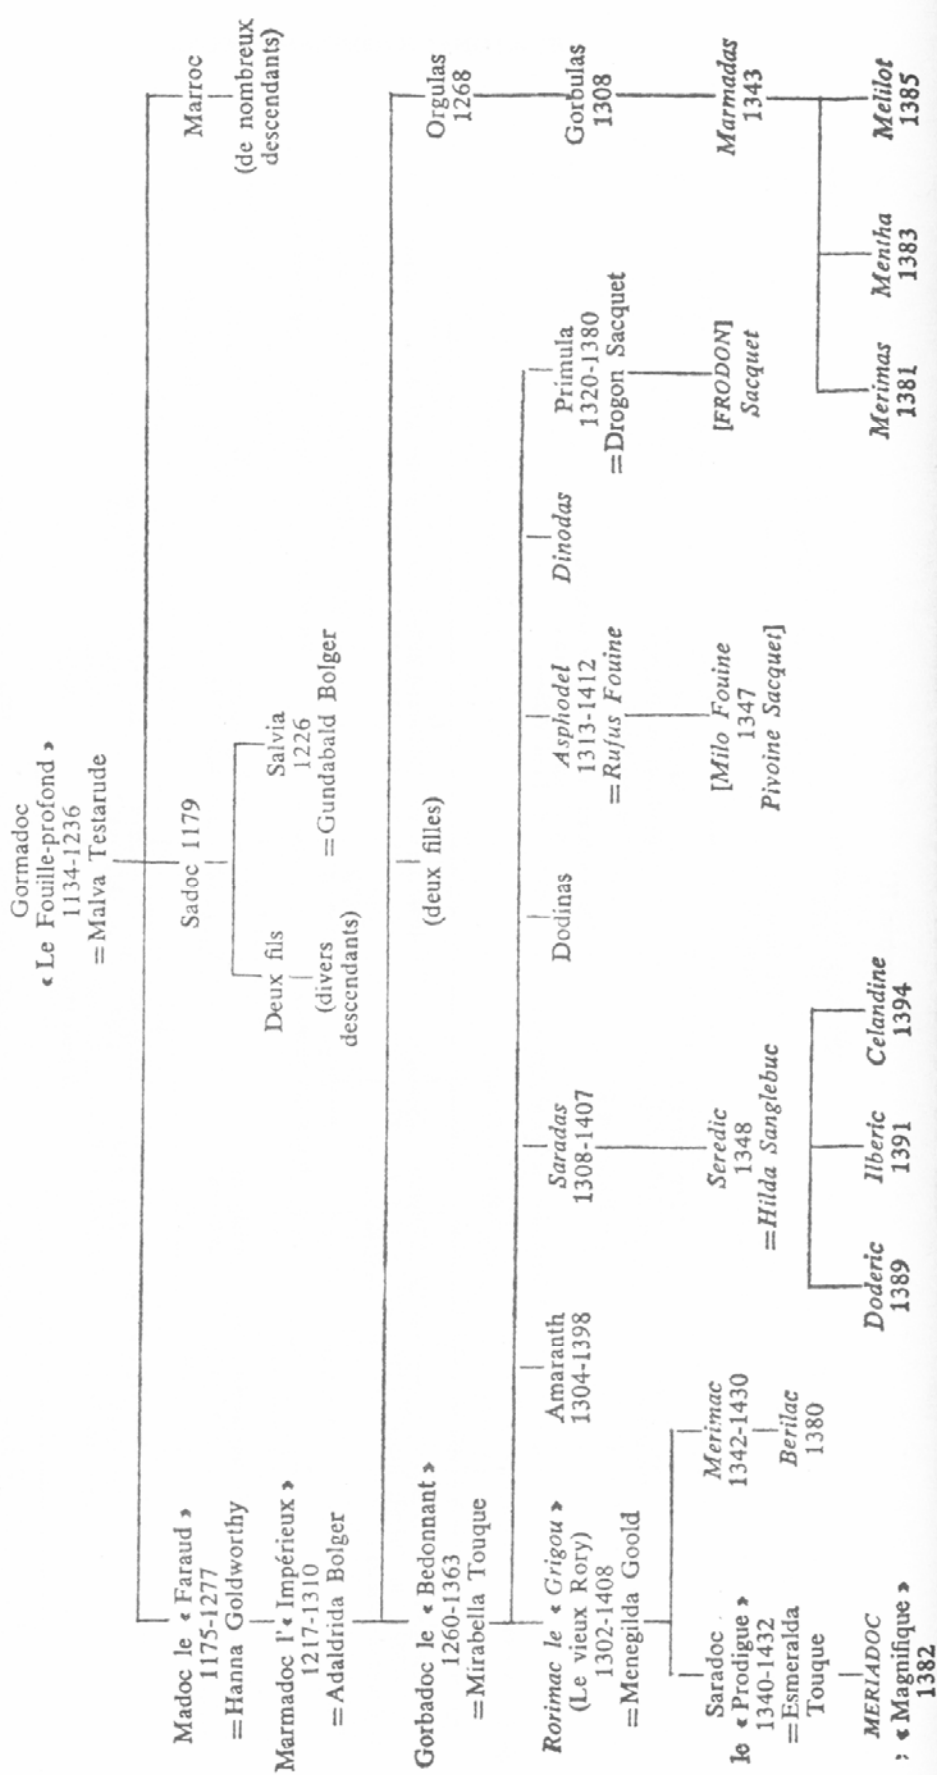 Gormadoc
« Le Fouille-profond »
1134-1236
=Malva Testarude
Madoc le « Faraud »
1175-1277
=Hanna Goldworthy
Sadoc 1179
Marroc
(de nombreux
descendants)
Deux fils
(divers
descendants)
Salvia
1226
=Gundabald Bolger
Marmadoc l'« Impérieux »
1217-1310
=Adaldrida Bolger
Gorbadoc le « Bedonnant »
1260-1363
=Mirabella Touque
(deux filles)
Orgulas
1268
Rorimac le « Grigou »
(Le vieux Rory)
1302-1408
=Menegilda Goold
Amaranth
1304-1398
Saradas
1308-1407
Dodinas
Asphodel
1313-1412
=Rufus Fouine
Dinodas
Primula
1320-1380
=Drogon Sacquet
Gorbulas
1308
Saradoc
le « Prodigue »
1340-1432
=Esmeralda
Touque
Merimac
1342-1430
Berilac
1380
Seredic
1348
=Hilda Sanglebuc
[Milo Fouine
1347
Pivoine Sacquet]
[FRODON]
Sacquet
Marmadas
1343
MERIADOC
; « Magnifique »
1382
Doderic
1389
Ilberic
1391
Celandine
1394
Merimas
1381
Mentha
1383
Melilot
1385